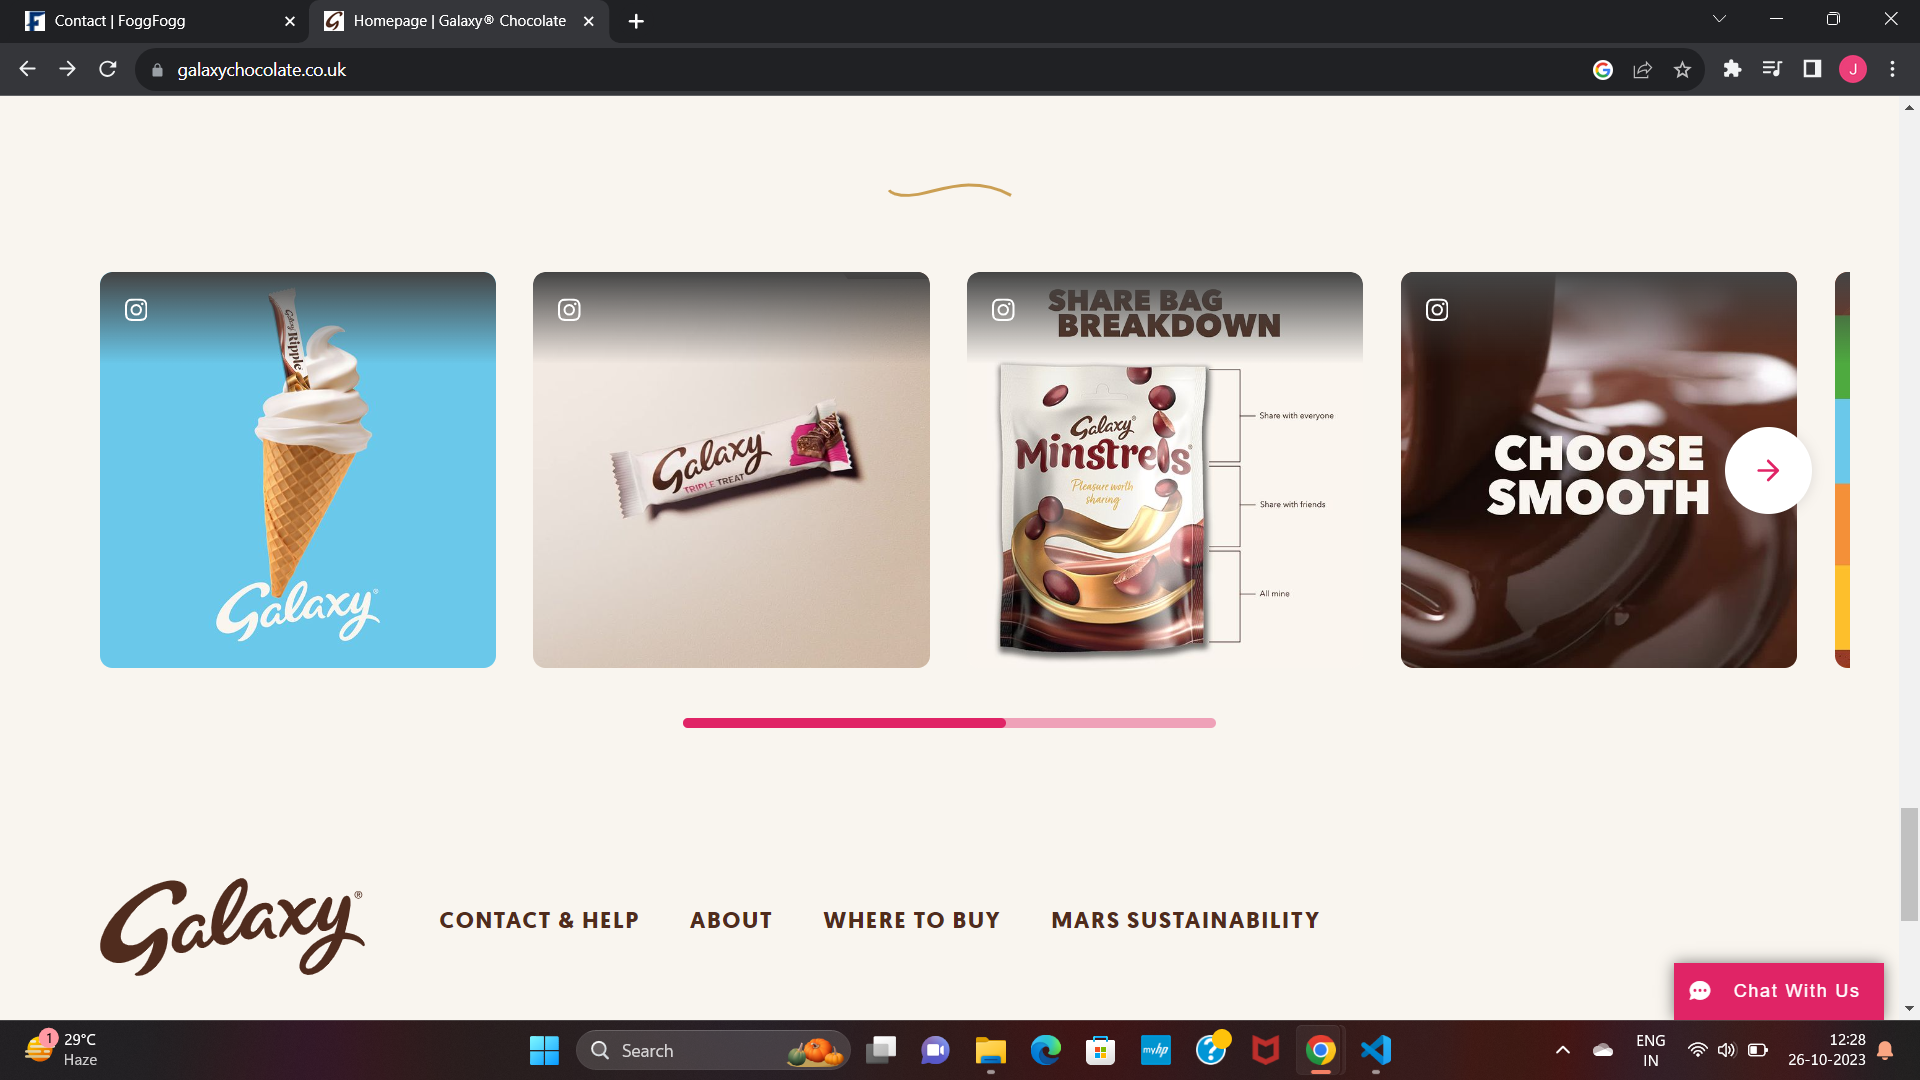 Contact | FoggFogg
Homepage | Galaxy® Chocolate
galaxychocolate.co.uk
J
Galaxy Ripple
Galaxy®
Galaxy
TRIPLE TREAT
SHARE BAG
BREAKDOWN
Galaxy
Minstrels
Pleasure worth
sharing
Share with everyone
Share with friends
All mine
CHOOSE
SMOOTH
Galaxy®
CONTACT & HELP
ABOUT
WHERE TO BUY
MARS SUSTAINABILITY
Chat With Us
1
29°C
Haze
Search
myhp
ENG
IN
12:28
26-10-2023